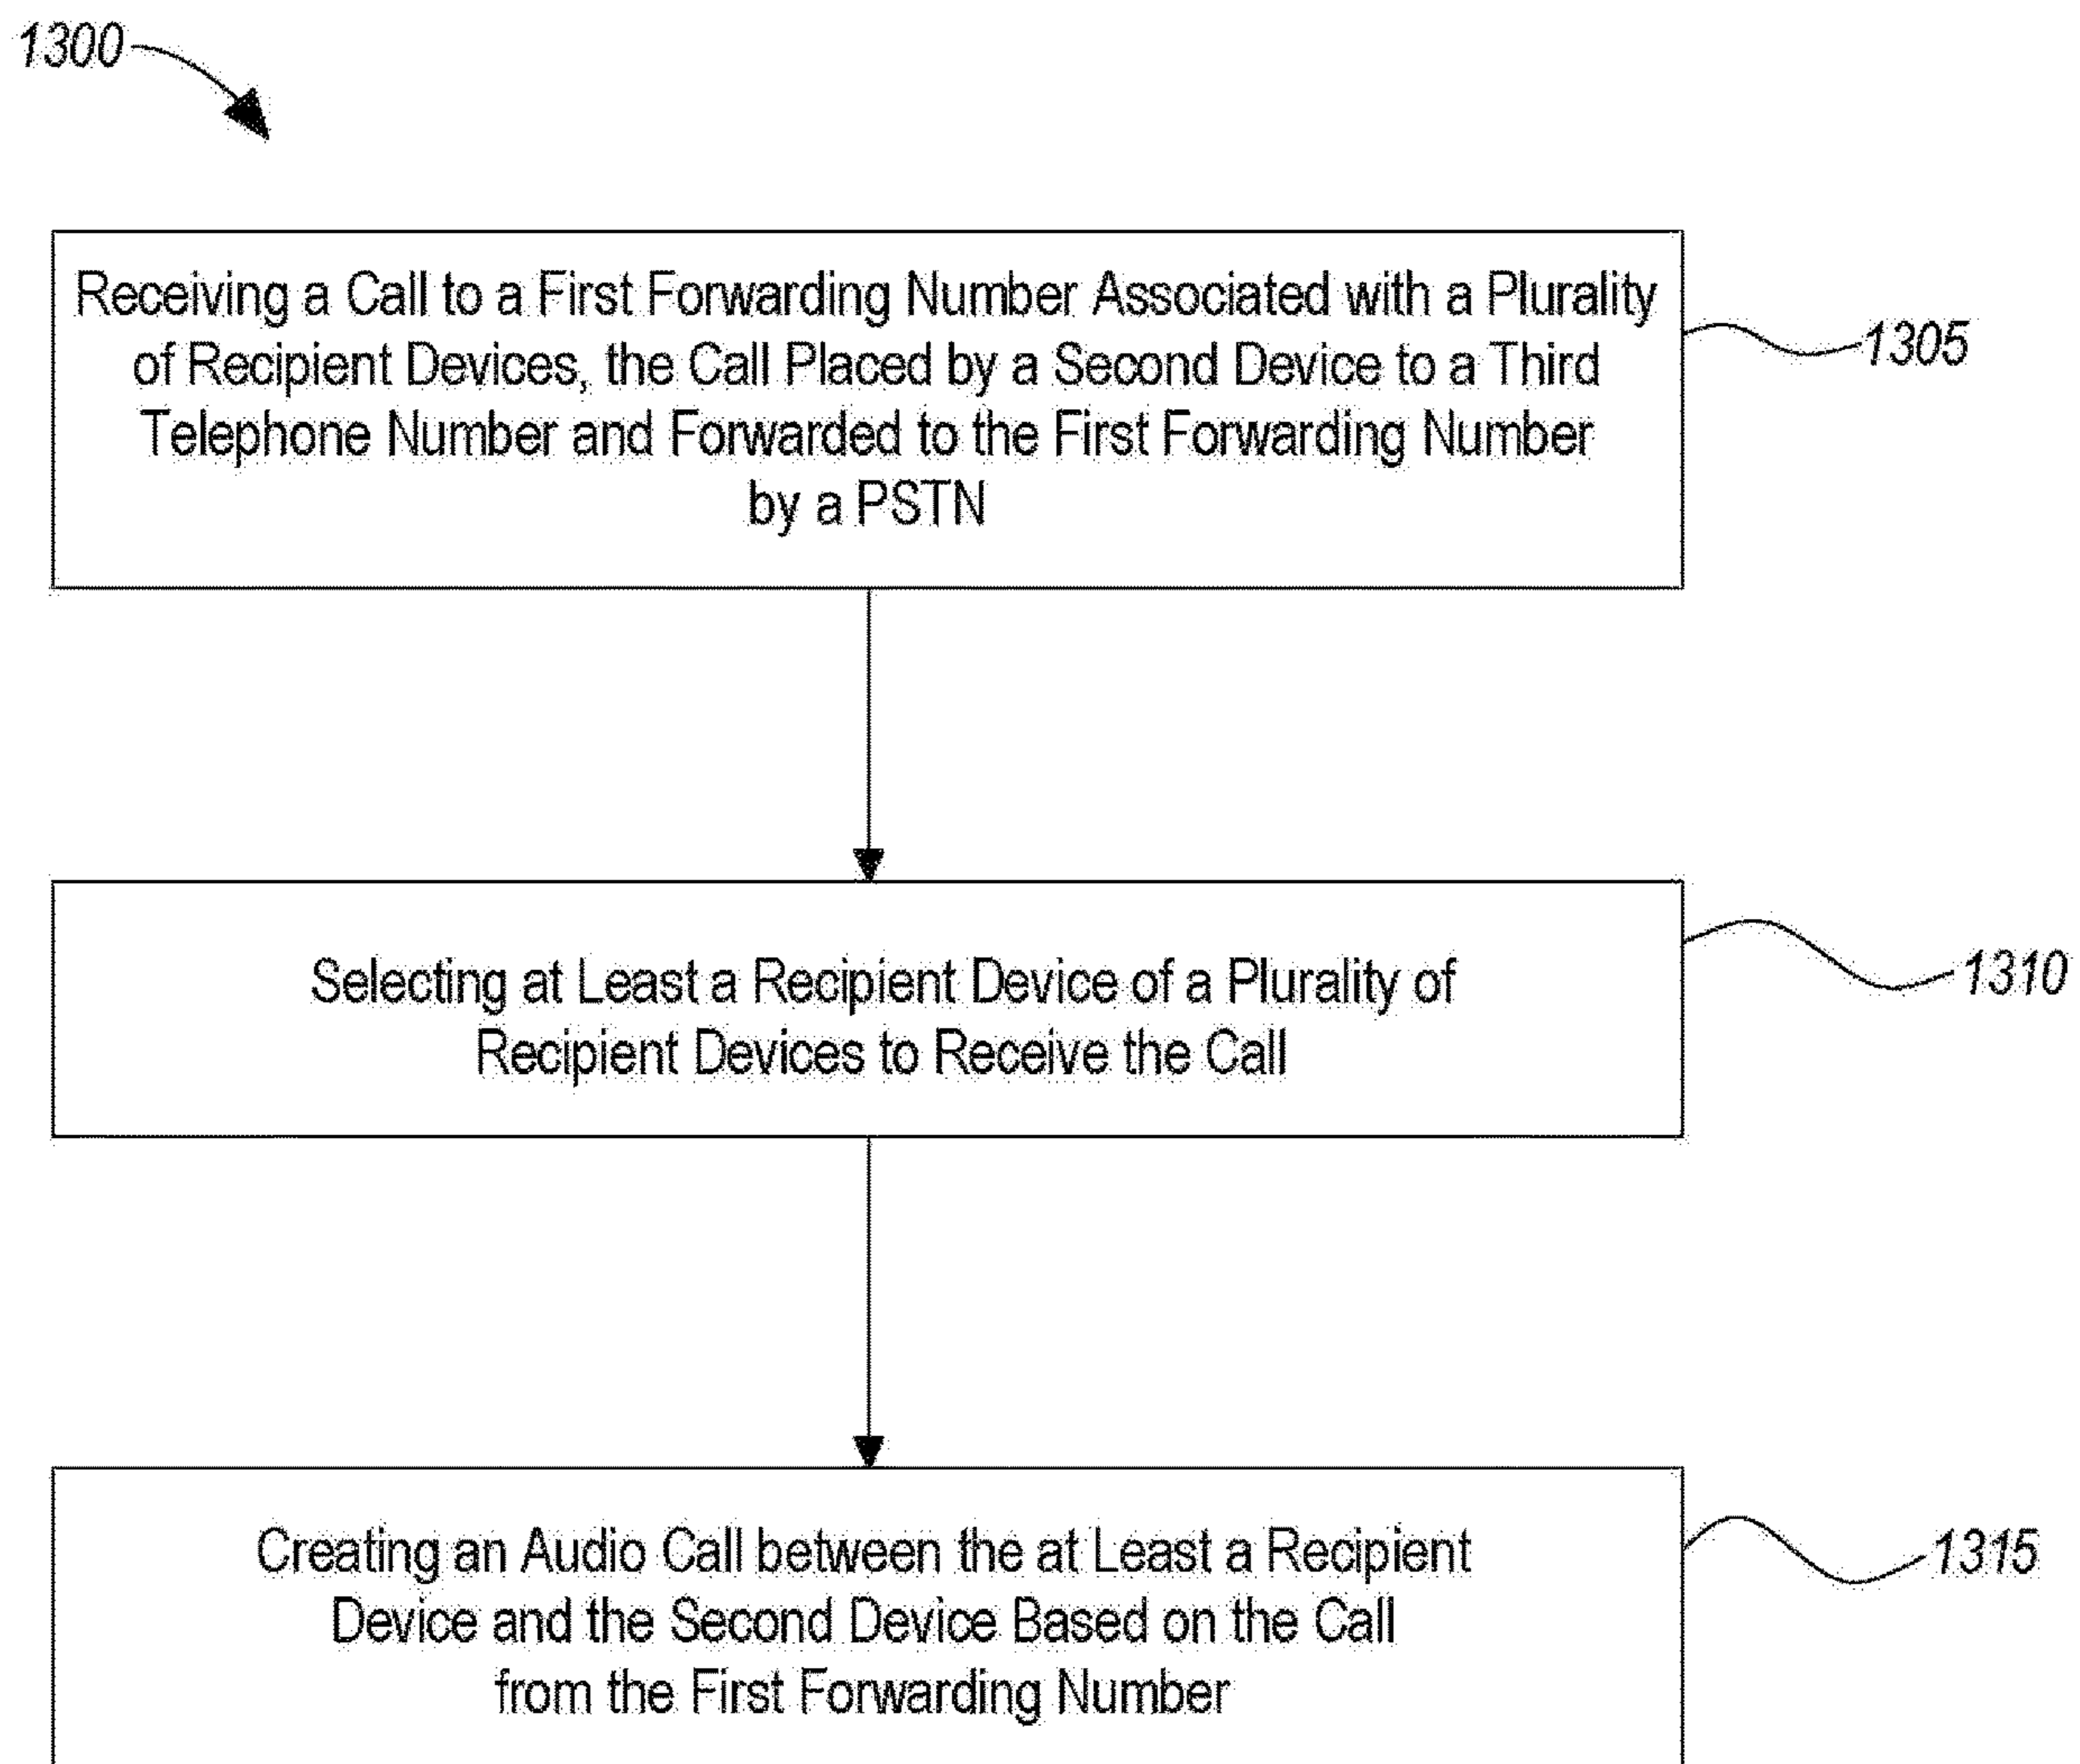 1300
Receiving a Call to a First Forwarding Number Associated with a Plurality
of Recipient Devices, the Call Placed by a Second Device to a Third
Telephone Number and Forwarded to the First Forwarding Number
by a PSTN
1305
Selecting at Least a Recipient Device of a Plurality of
Recipient Devices to Receive the Call
1310
Creating an Audio Call between the at Least a Recipient
Device and the Second Device Based on the Call
from the First Forwarding Number
1315